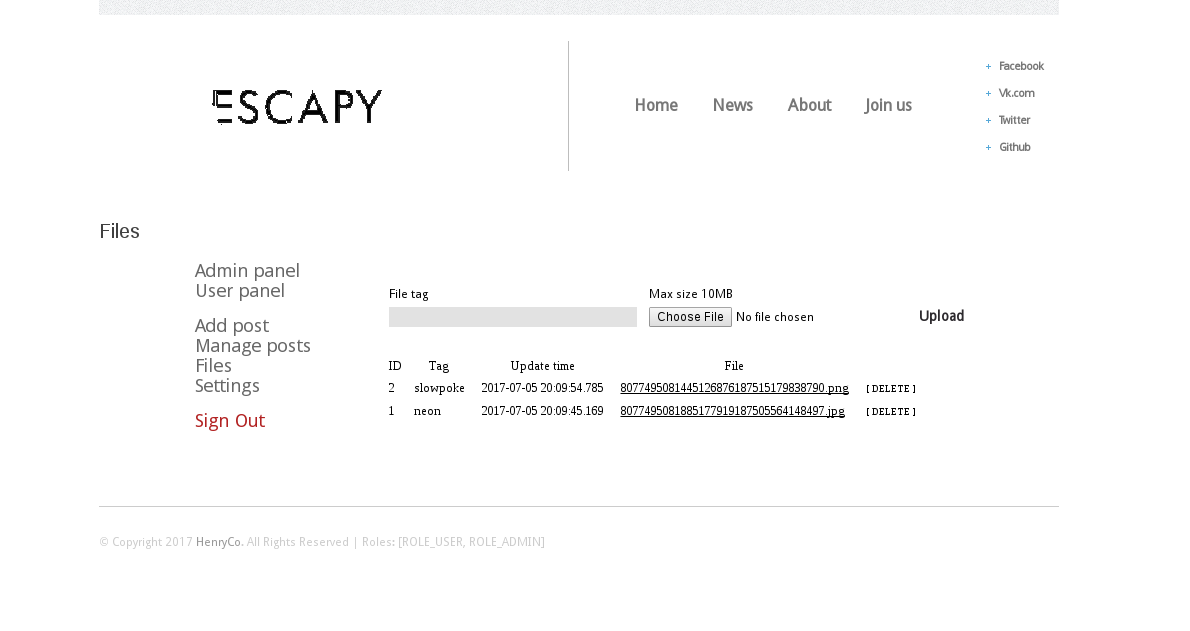 ESCAPY
Home News About Join us
Facebook
Vk.com
Twitter
Github
Files
Admin panel
User panel
Add post
Manage posts
Files
Settings
Sign Out
File tag Max size 10MB
Choose File No file chosen Upload
ID Tag Update time File
2 slowpoke 2017-07-05 20:09:54.785 8077495081445126876187515179838790.png [ DELETE ]
1 neon 2017-07-05 20:09:45.169 8077495081885177919187505564148497.jpg [ DELETE ]
© Copyright 2017 HenryCo. All Rights Reserved | Roles: [ROLE_USER, ROLE_ADMIN]